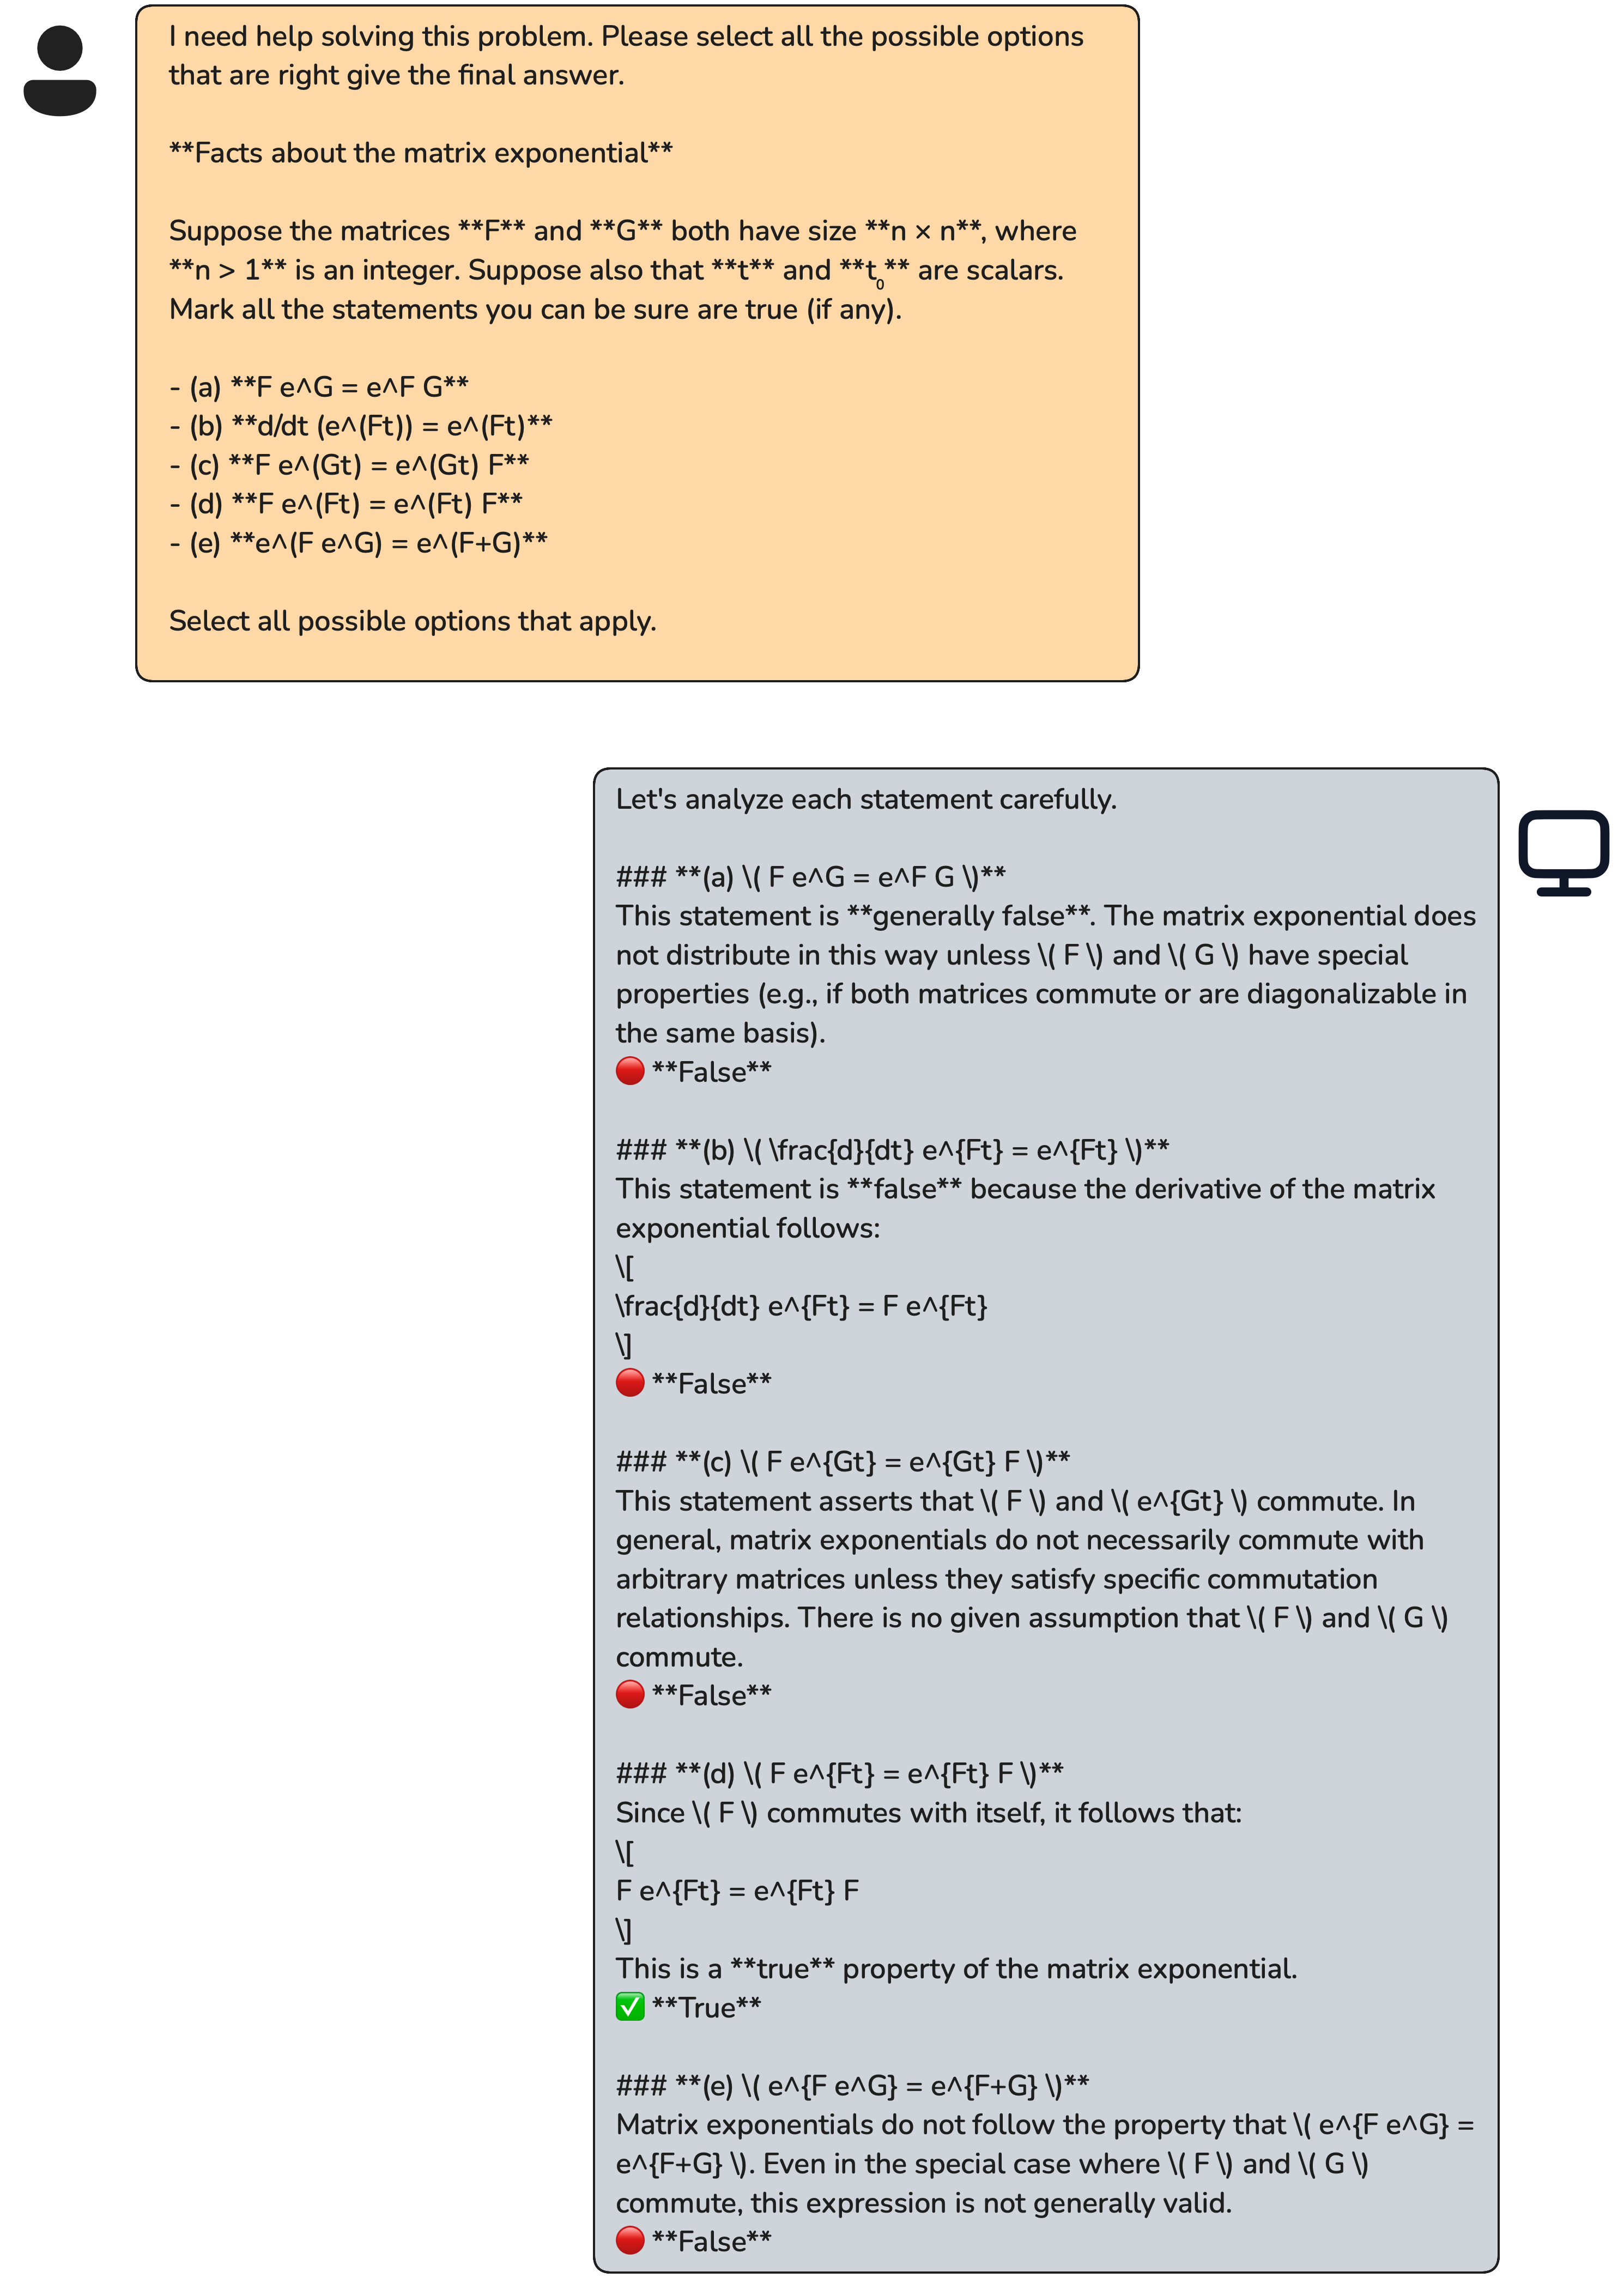 I need help solving this problem. Please select all the possible options
that are right give the final answer.
**Facts about the matrix exponential**
Suppose the matrices **F** and **G** both have size **n × n**, where
**n > 1** is an integer. Suppose also that **t** and **t₀** are scalars.
Mark all the statements you can be sure are true (if any).
- (a) **F e^G = e^F G**
- (b) **d/dt (e^(Ft)) = e^(Ft)**
- (c) **F e^(Gt) = e^(Gt) F**
- (d) **F e^(Ft) = e^(Ft) F**
- (e) **e^(F e^G) = e^(F+G)**
Select all possible options that apply.
Let's analyze each statement carefully.
### **(a) \( F e^G = e^F G \)**
This statement is **generally false**. The matrix exponential does
not distribute in this way unless \( F \) and \( G \) have special
properties (e.g., if both matrices commute or are diagonalizable in
the same basis).
🔴 **False**
### **(b) \( \frac{d}{dt} e^{Ft} = e^{Ft} \)**
This statement is **false** because the derivative of the matrix
exponential follows:
\[
\frac{d}{dt} e^{Ft} = F e^{Ft}
\]
🔴 **False**
### **(c) \( F e^{Gt} = e^{Gt} F \)**
This statement asserts that \( F \) and \( e^{Gt} \) commute. In
general, matrix exponentials do not necessarily commute with
arbitrary matrices unless they satisfy specific commutation
relationships. There is no given assumption that \( F \) and \( G \)
commute.
🔴 **False**
### **(d) \( F e^{Ft} = e^{Ft} F \)**
Since \( F \) commutes with itself, it follows that:
\[
F e^{Ft} = e^{Ft} F
\]
This is a **true** property of the matrix exponential.
✅ **True**
### **(e) \( e^{F e^G} = e^{F+G} \)**
Matrix exponentials do not follow the property that \( e^{F e^G} =
e^{F+G} \). Even in the special case where \( F \) and \( G \)
commute, this expression is not generally valid.
🔴 **False**